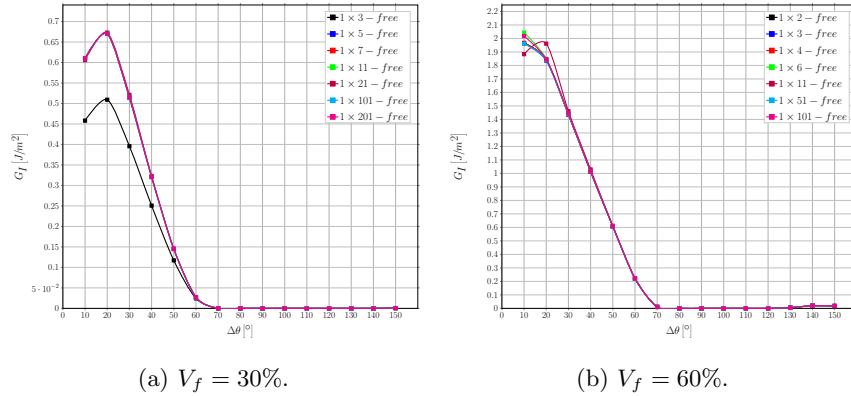 0.7
0.65
0.6
0.55
0.5
0.45
0.4
0.35
0.3
0.25
0.2
0.15
0.1
5 · 10⁻²
0
G_I [J/m²]
0 10 20 30 40 50 60 70 80 90 100 110 120 130 140 150
Δθ [°]
1 × 3 − free
1 × 5 − free
1 × 7 − free
1 × 11 − free
1 × 21 − free
1 × 101 − free
1 × 201 − free
(a) V_f = 30%.
2.2
2.1
2
1.9
1.8
1.7
1.6
1.5
1.4
1.3
1.2
1.1
1
0.9
0.8
0.7
0.6
0.5
0.4
0.3
0.2
0.1
0
G_I [J/m²]
0 10 20 30 40 50 60 70 80 90 100 110 120 130 140 150
Δθ [°]
1 × 2 − free
1 × 3 − free
1 × 4 − free
1 × 6 − free
1 × 11 − free
1 × 51 − free
1 × 101 − free
(b) V_f = 60%.